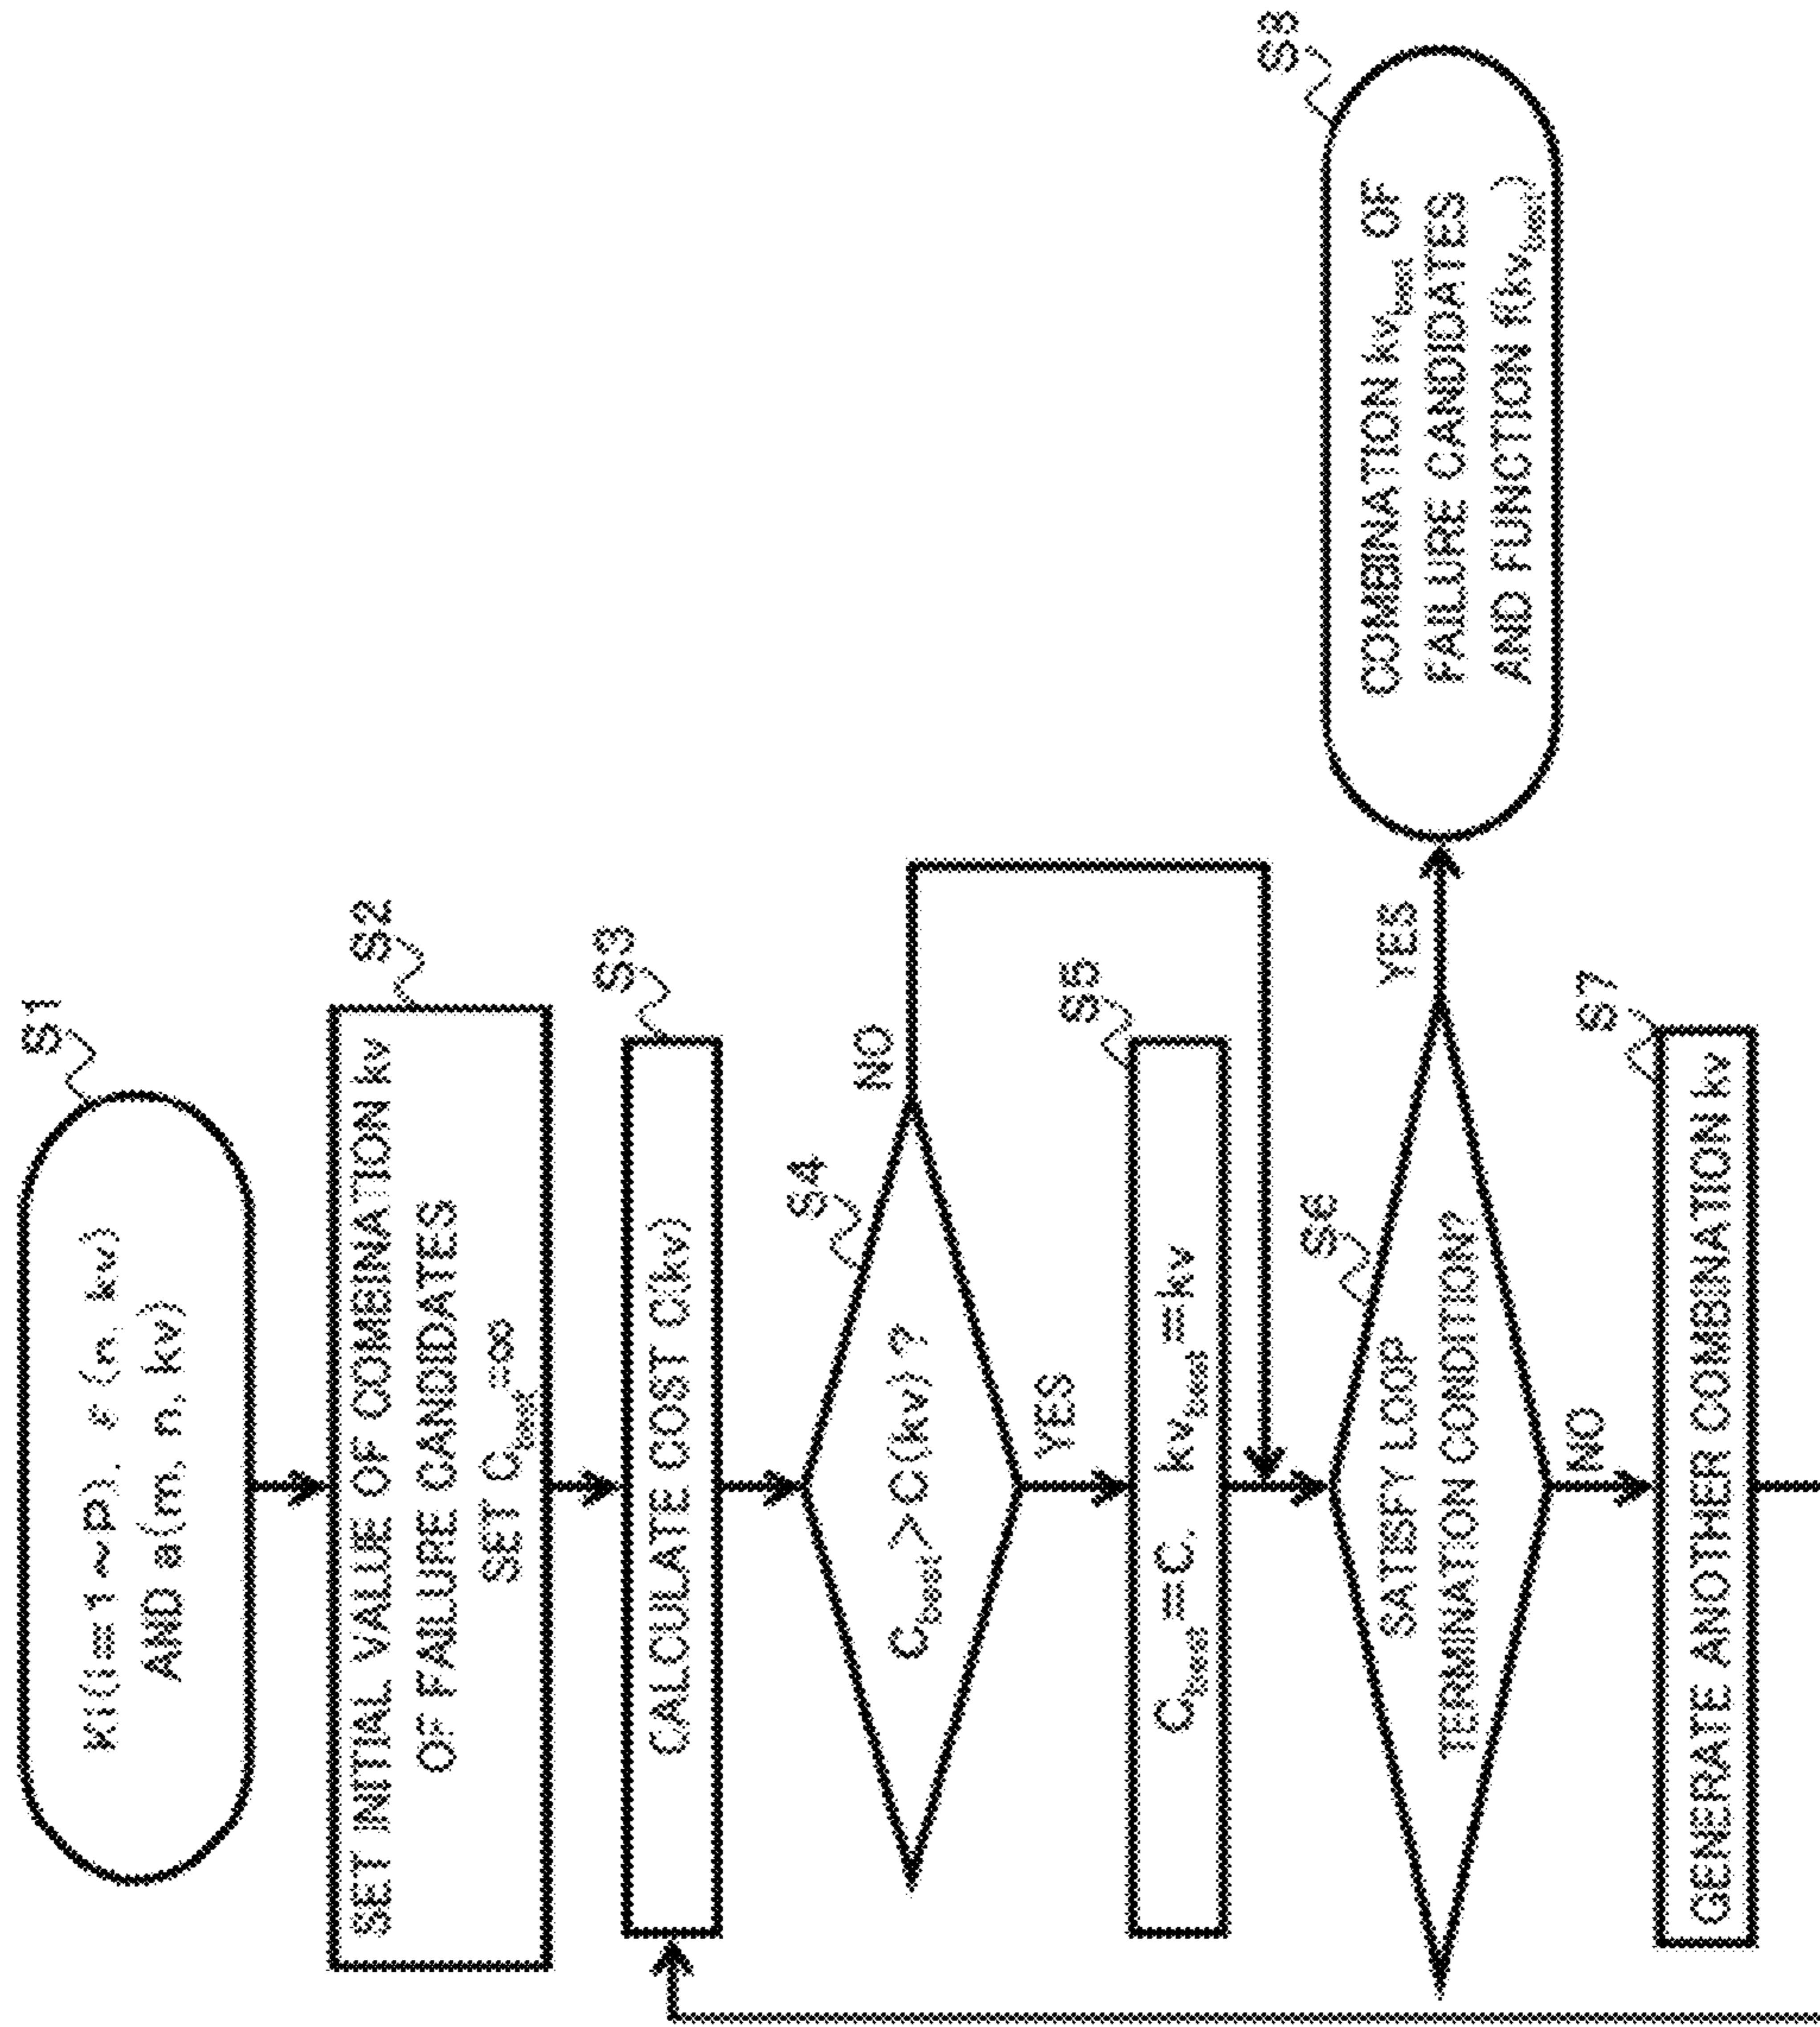 S1
Ki(i=1~p), ε(n, kv)
AND a(m, n, kv)
S2
SET INITIAL VALUE OF COMBINATION kv
OF FAILURE CANDIDATES
SET Cbest=∞
S3
CALCULATE COST C(kv)
S4
Cbest>C(kv)?
NO
YES
S5
Cbest=C, kvbest=kv
S6
SATISFY LOOP
TERMINATION CONDITION?
YES
NO
S8
COMBINATION kvbest OF
FAILURE CANDIDATES
AND FUNCTION f(kvbest)
S7
GENERATE ANOTHER COMBINATION kv